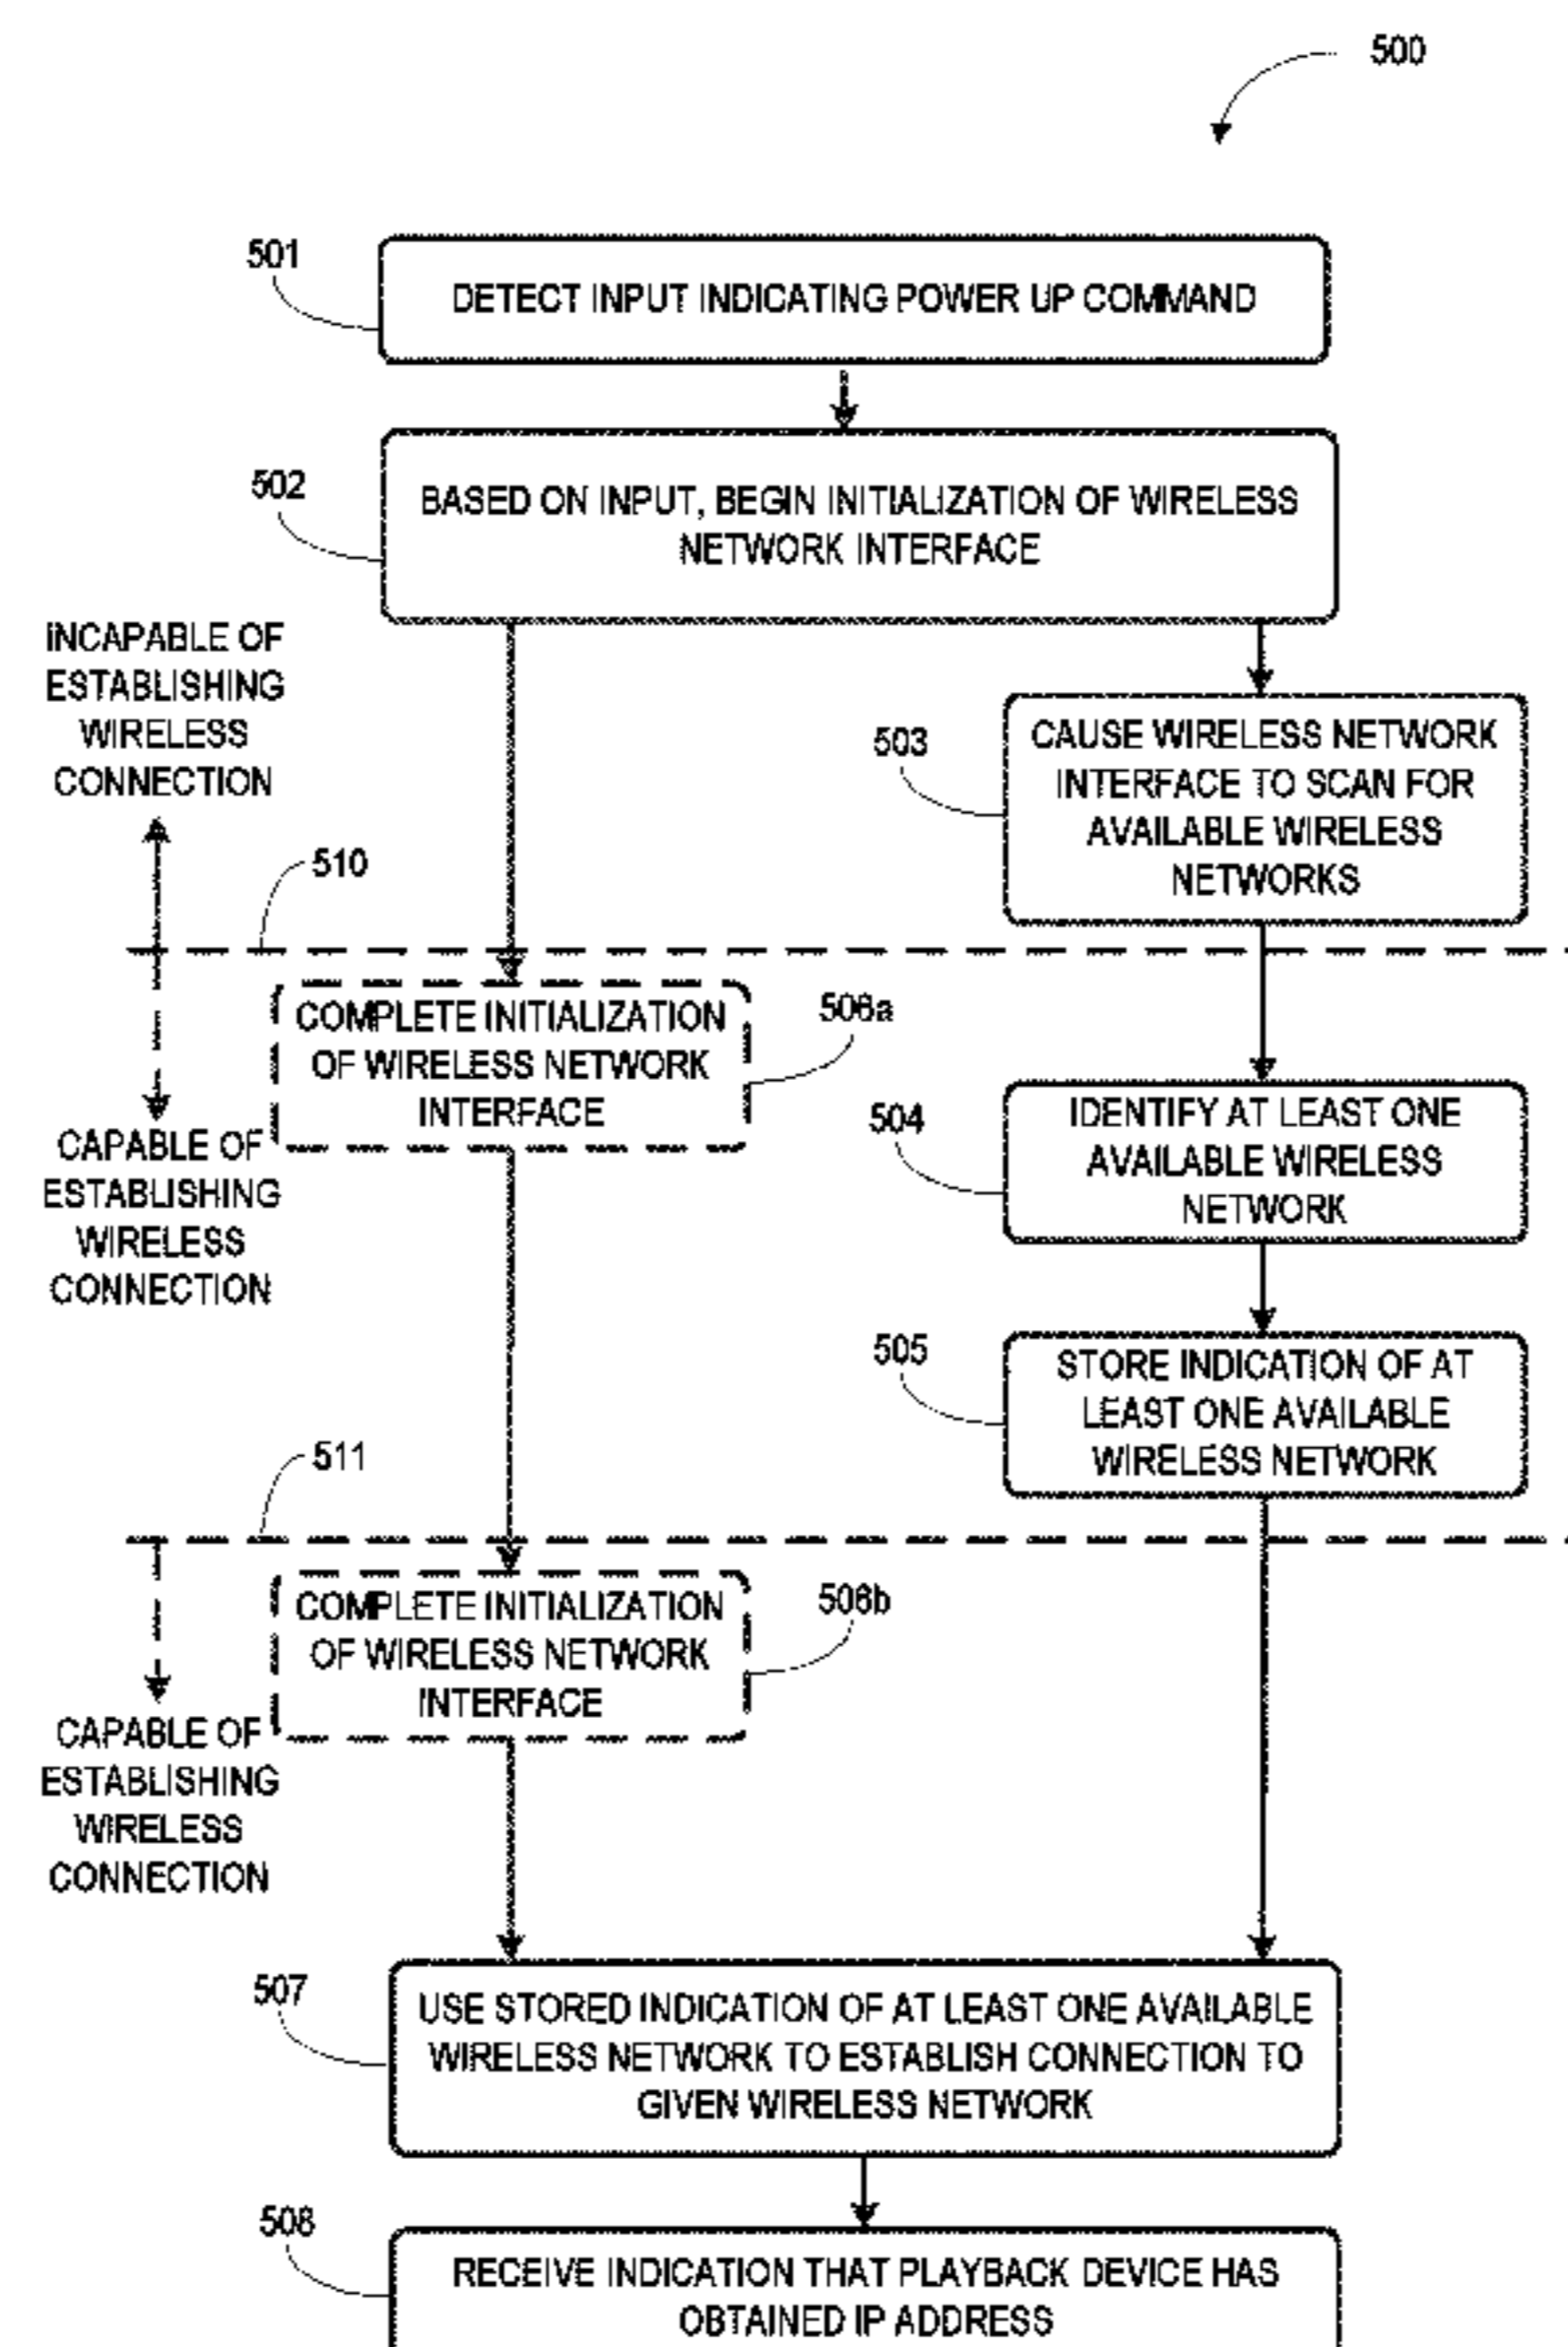 500
501
DETECT INPUT INDICATING POWER UP COMMAND
502
BASED ON INPUT, BEGIN INITIALIZATION OF WIRELESS
NETWORK INTERFACE
INCAPABLE OF
ESTABLISHING
WIRELESS
CONNECTION
503
CAUSE WIRELESS NETWORK
INTERFACE TO SCAN FOR
AVAILABLE WIRELESS
NETWORKS
510
COMPLETE INITIALIZATION
OF WIRELESS NETWORK
INTERFACE
506a
CAPABLE OF
ESTABLISHING
WIRELESS
CONNECTION
504
IDENTIFY AT LEAST ONE
AVAILABLE WIRELESS
NETWORK
505
STORE INDICATION OF AT
LEAST ONE AVAILABLE
WIRELESS NETWORK
511
COMPLETE INITIALIZATION
OF WIRELESS NETWORK
INTERFACE
506b
CAPABLE OF
ESTABLISHING
WIRELESS
CONNECTION
507
USE STORED INDICATION OF AT LEAST ONE AVAILABLE
WIRELESS NETWORK TO ESTABLISH CONNECTION TO
GIVEN WIRELESS NETWORK
508
RECEIVE INDICATION THAT PLAYBACK DEVICE HAS
OBTAINED IP ADDRESS